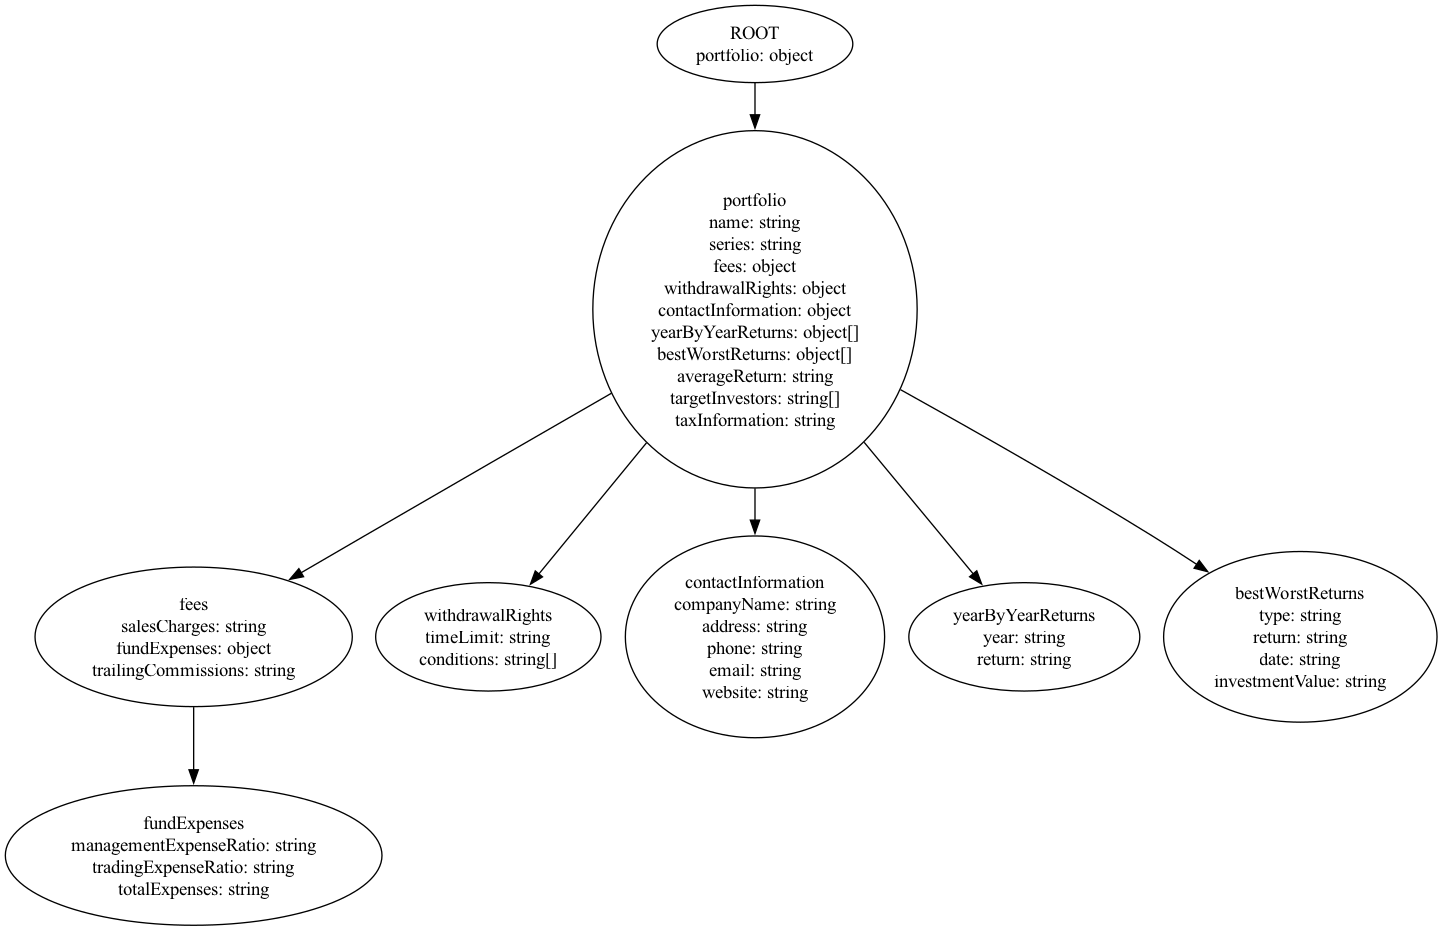 ROOT
portfolio: object
portfolio
name: string
series: string
fees: object
withdrawalRights: object
contactInformation: object
yearByYearReturns: object[]
bestWorstReturns: object[]
averageReturn: string
targetInvestors: string[]
taxInformation: string
fees
salesCharges: string
fundExpenses: object
trailingCommissions: string
withdrawalRights
timeLimit: string
conditions: string[]
contactInformation
companyName: string
address: string
phone: string
email: string
website: string
yearByYearReturns
year: string
return: string
bestWorstReturns
type: string
return: string
date: string
investmentValue: string
fundExpenses
managementExpenseRatio: string
tradingExpenseRatio: string
totalExpenses: string